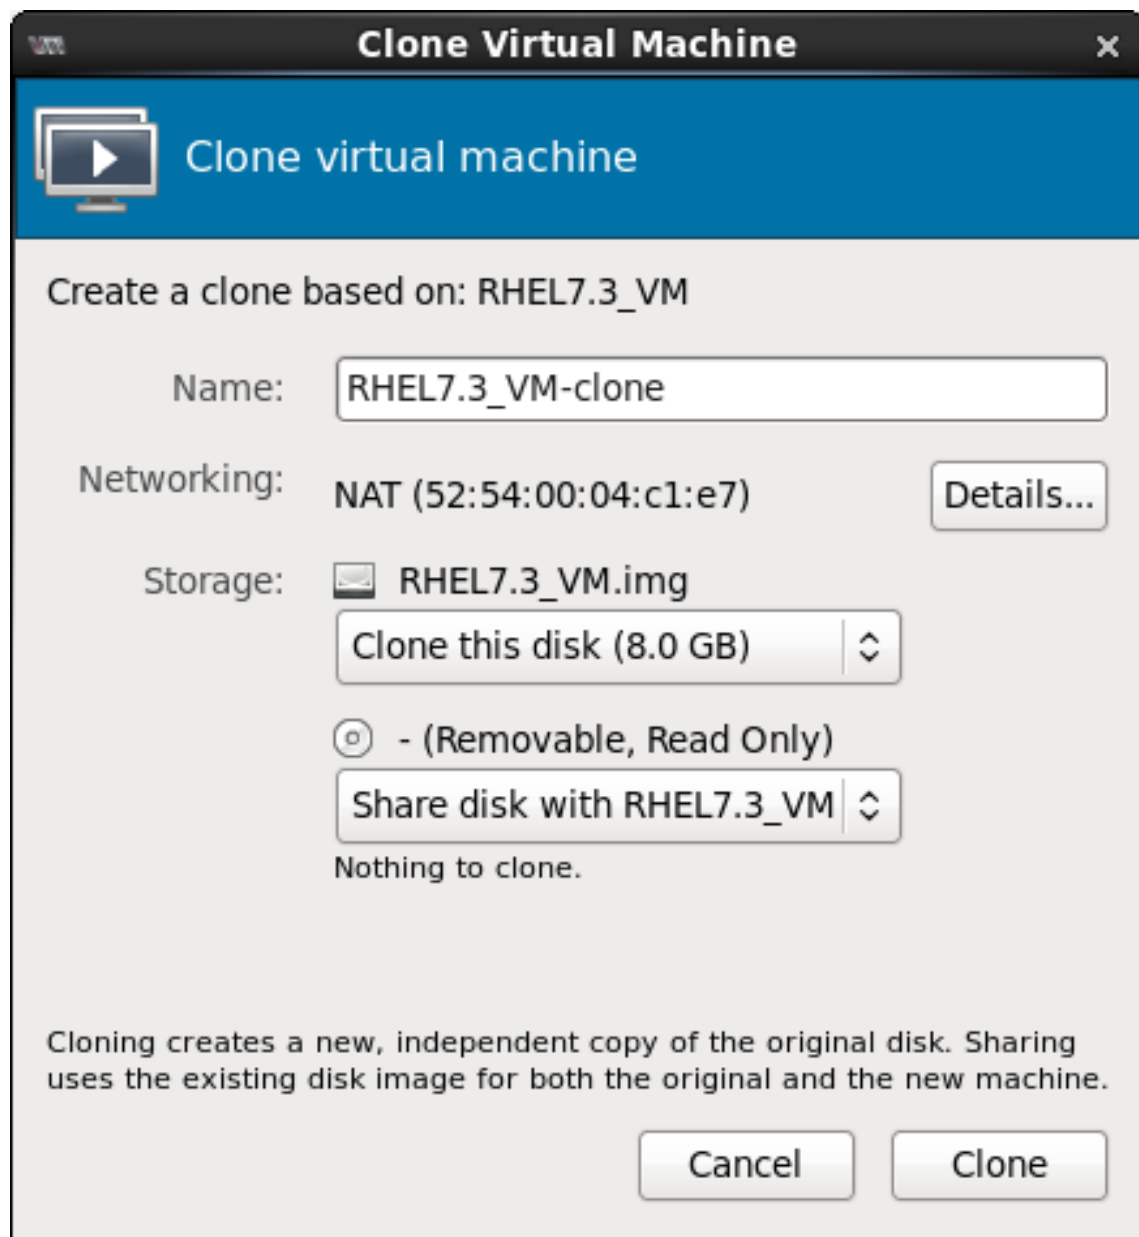 Clone Virtual Machine
Clone virtual machine
Create a clone based on: RHEL7.3_VM
Name: RHEL7.3_VM-clone
Networking: NAT (52:54:00:04:c1:e7) Details...
Storage: RHEL7.3_VM.img
Clone this disk (8.0 GB)
- (Removable, Read Only)
Share disk with RHEL7.3_VM
Nothing to clone.
Cloning creates a new, independent copy of the original disk. Sharing
uses the existing disk image for both the original and the new machine.
Cancel Clone